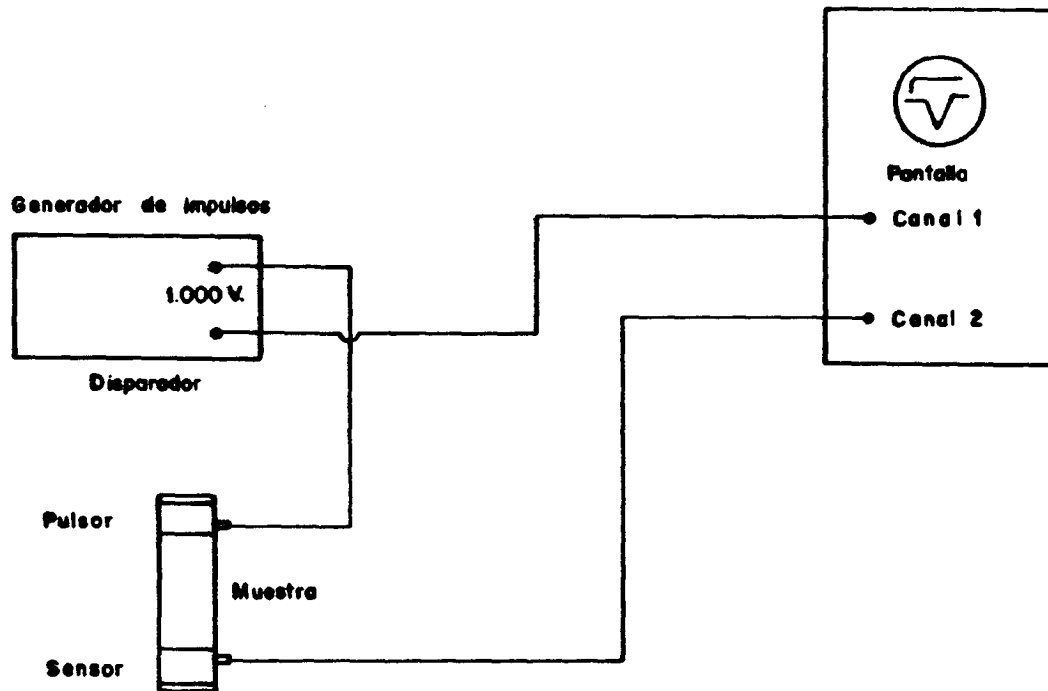 Pantalla
Generador de impulsos
Canal 1
1.000 V.
Canal 2
Disparador
Pulsor
Muestra
Sensor